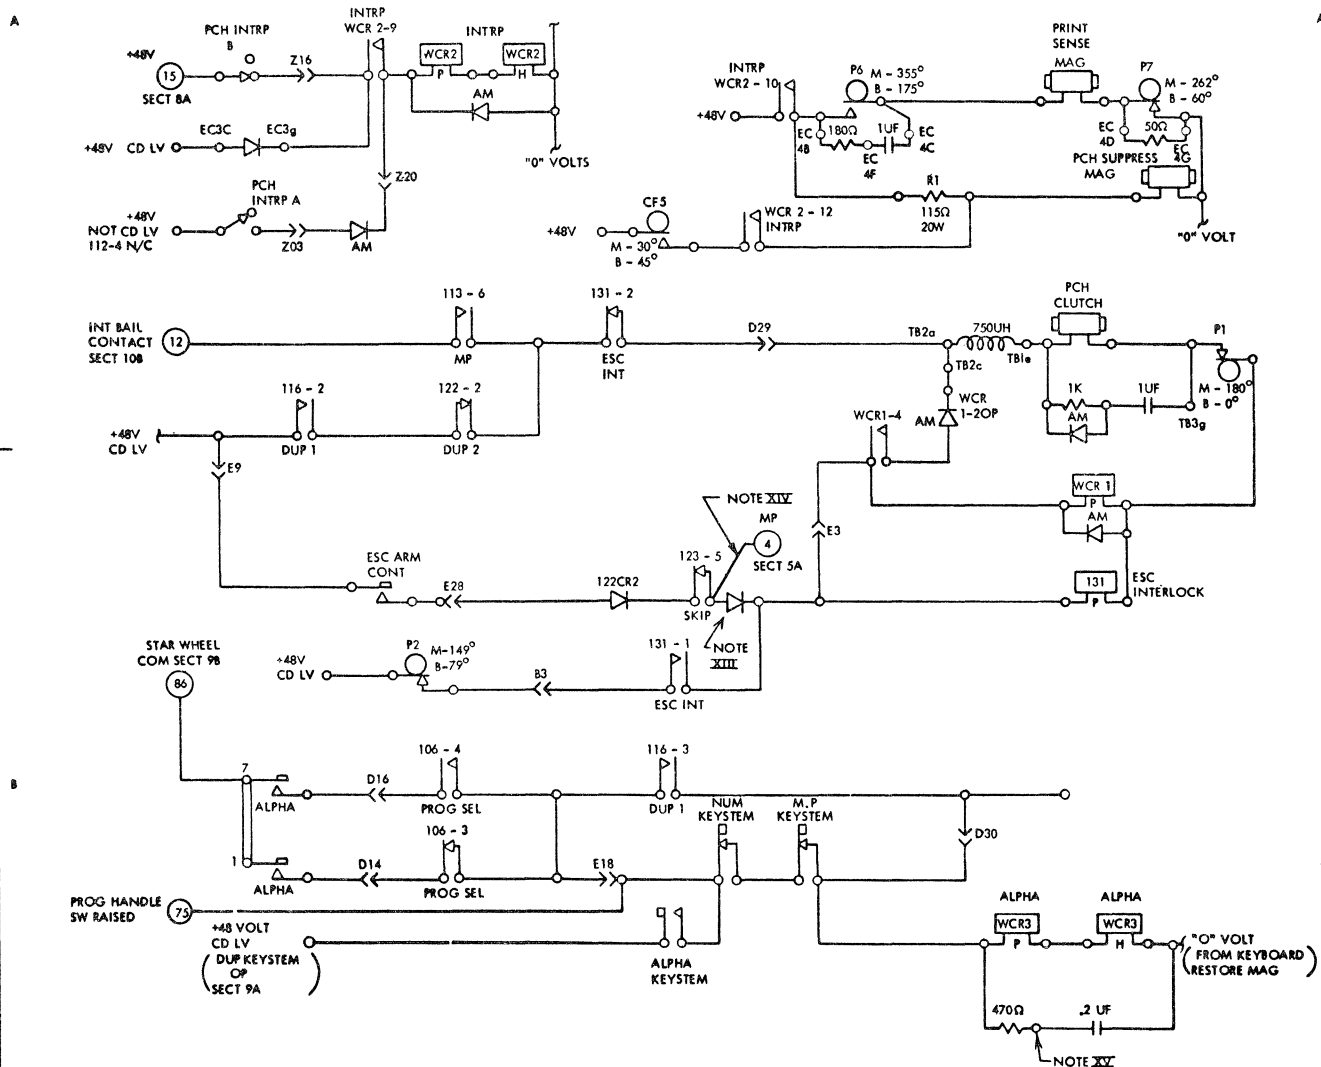 A
A
PCH INTRP
B
INTRP
WCR 2-9
INTRP
+48V
15
SECT 8A
Z16
WCR2
P
WCR2
H
AM
EC3C
EC3g
+48V CD LV
"0" VOLTS
Z20
PCH
INTRP A
+48V
NOT CD LV
112-4 N/C
Z03
AM
PRINT
SENSE
MAG
INTRP
WCR2-10
P6
M-355°
B-175°
P7
M-262°
B-60°
+48V
EC
4B
180Ω
1UF
EC
4F
EC
4C
EC
4D
50Ω
EC
4G
PCH SUPPRESS
MAG
R1
115Ω
20W
CF5
+48V
M-30°
B-45°
WCR 2-12
INTRP
"0" VOLT
113-6
131-2
INT BAIL
CONTACT
SECT 10B
12
MP
ESC
INT
D29
TB2a
750UH
TB1e
PCH
CLUTCH
P1
M-180°
B-0°
TB2c
WCR
1-2OP
AM
1K
AM
1UF
TB3g
116-2
122-2
+48V
CD LV
DUP 1
DUP 2
WCR1-4
E9
WCR 1
P
AM
NOTE XIV
MP
4
SECT 5A
E3
ESC ARM
CONT
E28
122CR2
123-5
SKIP
131
P
ESC
INTERLOCK
NOTE
XIII
STAR WHEEL
COM SECT 9B
86
+48V
CD LV
P2
M-149°
B-79°
B3
131-1
ESC INT
B
7
ALPHA
D16
106-4
PROG SEL
116-3
DUP 1
NUM
KEYSTEM
M.P
KEYSTEM
D30
1
ALPHA
D14
106-3
PROG SEL
E18
PROG HANDLE
SW RAISED
75
+48 VOLT
CD LV
(DUP KEYSTEM
OP
SECT 9A)
ALPHA
KEYSTEM
ALPHA
WCR3
P
ALPHA
WCR3
H
"O" VOLT
(FROM KEYBOARD
RESTORE MAG)
470Ω
.2 UF
NOTE XV